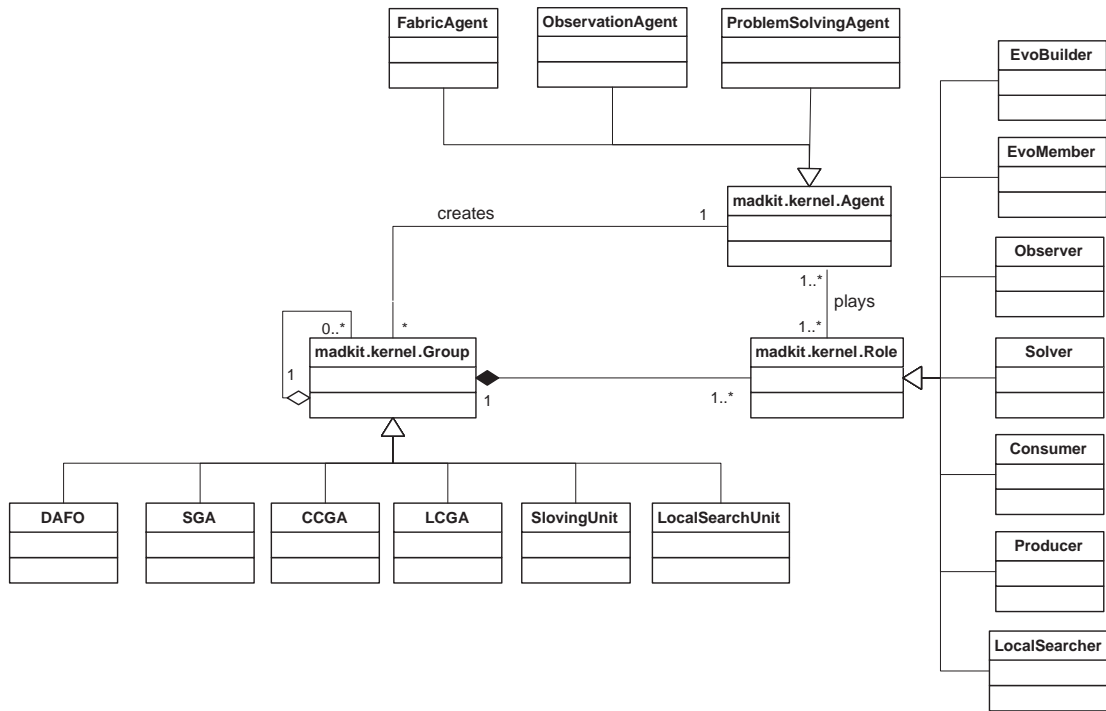 FabricAgent
ObservationAgent
ProblemSolvingAgent
EvoBuilder
EvoMember
madkit.kernel.Agent
creates
1
Observer
1..*
plays
0..*
*
1..*
madkit.kernel.Group
madkit.kernel.Role
Solver
1
1
1..*
Consumer
DAFO
SGA
CCGA
LCGA
SlovingUnit
LocalSearchUnit
Producer
LocalSearcher